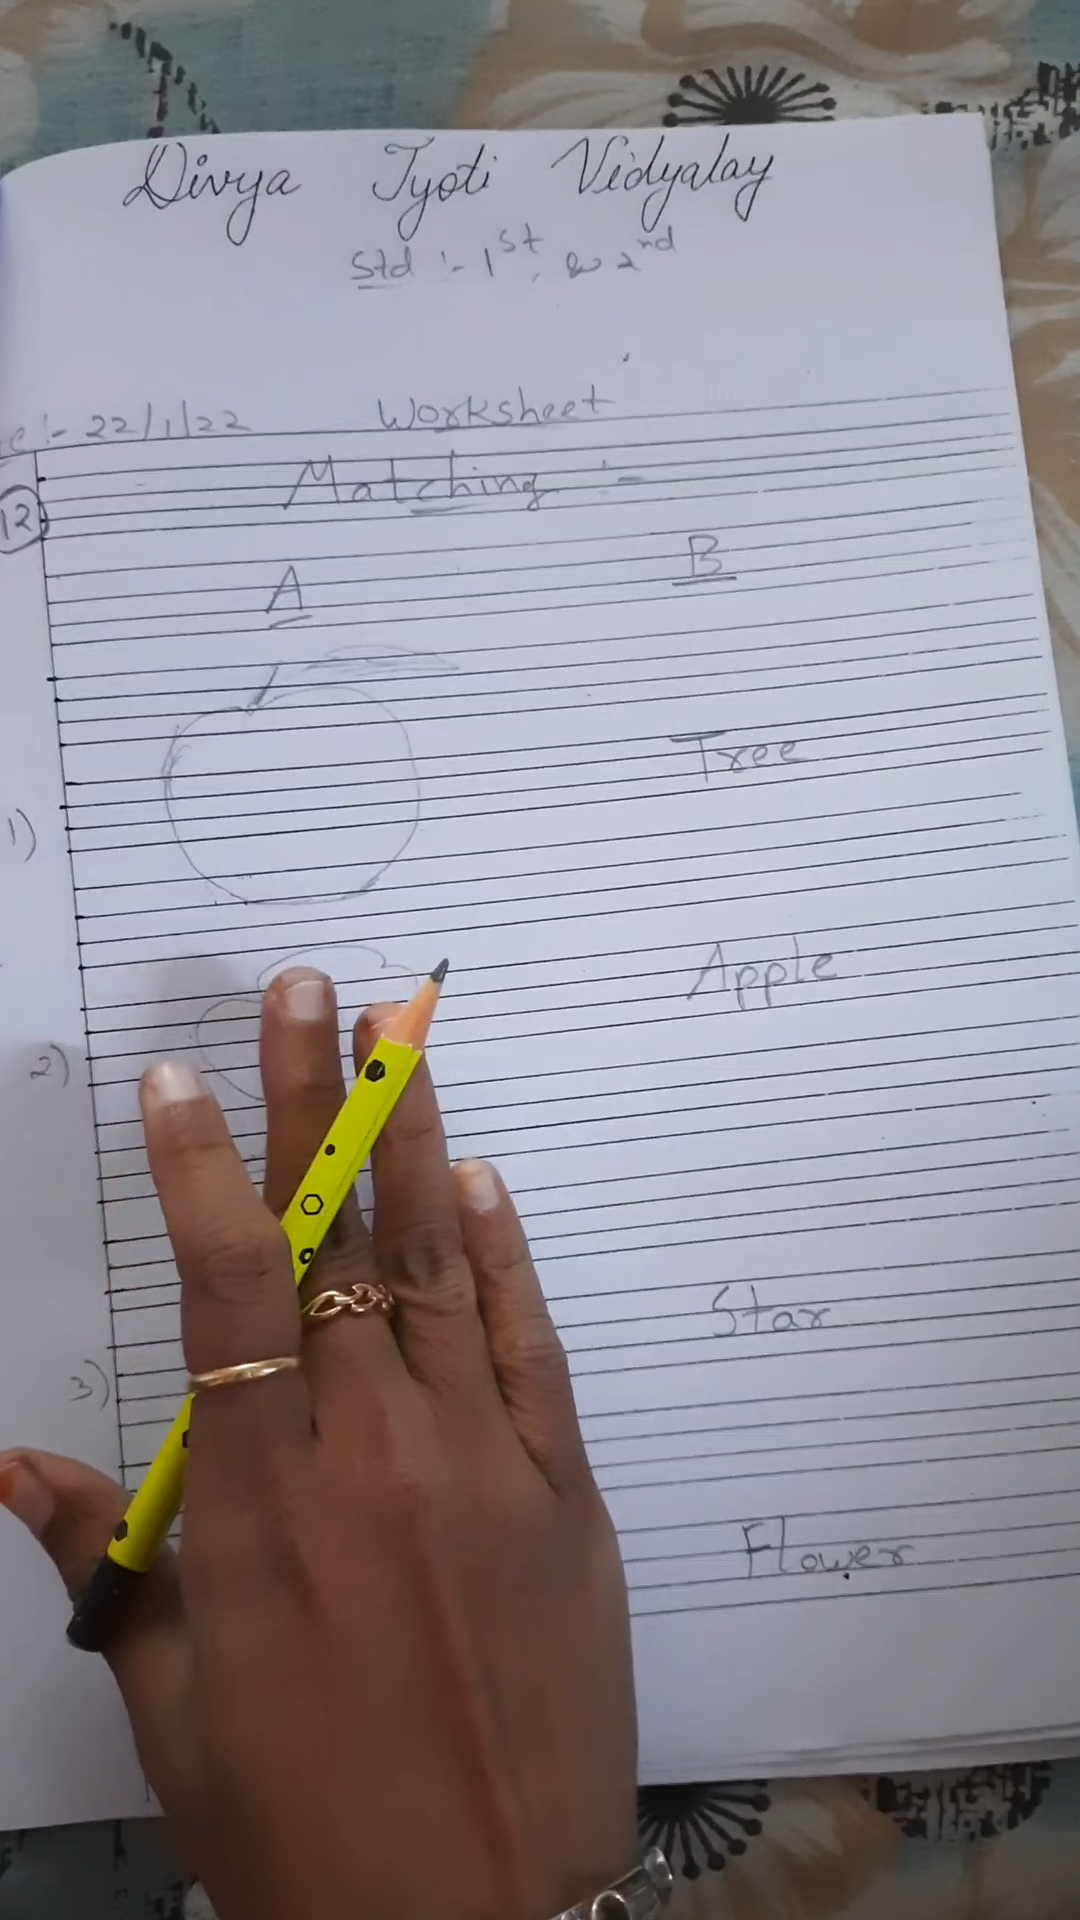 Divya Jyoti Vidyalay
Std :- 1st, & 2nd
:- 22/1/22 Worksheet
12 Matching :-
A B
1) Tree
2) Apple
3) Star
Flower